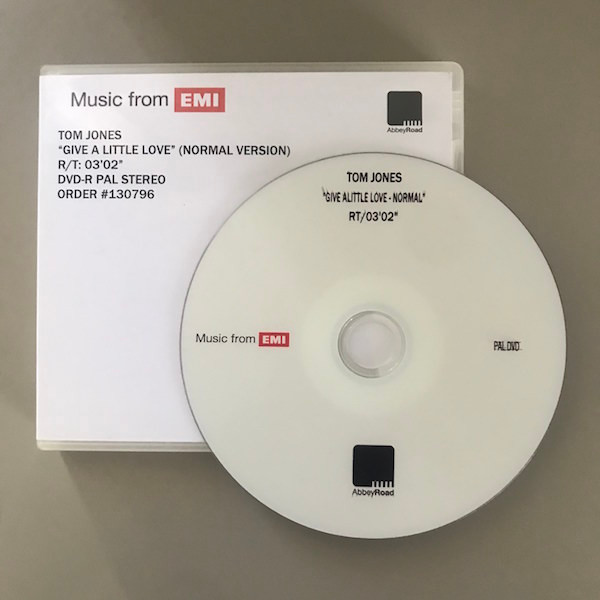 Music from EMI
AbbeyRoad
TOM JONES
“GIVE A LITTLE LOVE” (NORMAL VERSION)
R/T: 03'02"
DVD-R PAL STEREO
ORDER #130796
TOM JONES
"GIVE ALITTLE LOVE - NORMAL"
RT/03'02"
Music from EMI
PAL DVD
AbbeyRoad